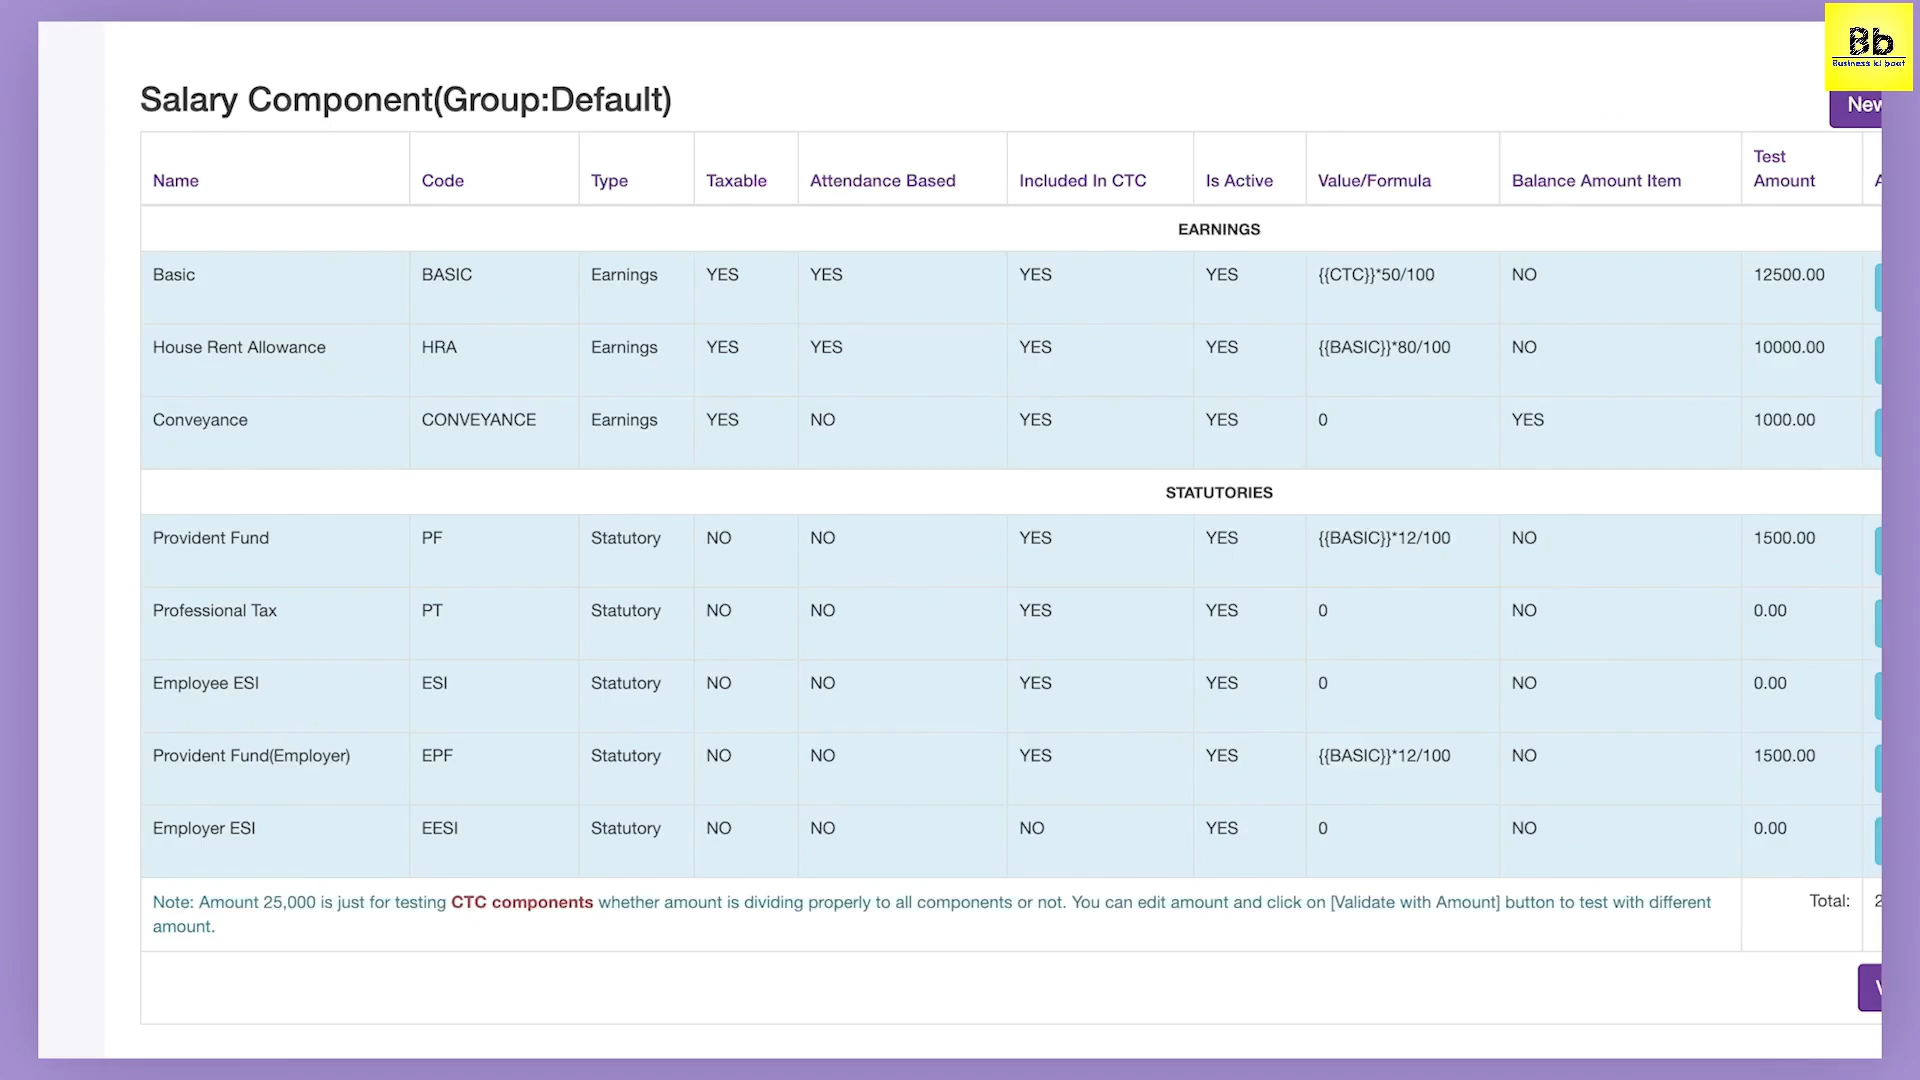 Bb
Business ki baat
Salary Component(Group:Default)
New
Name Code Type Taxable Attendance Based Included In CTC Is Active Value/Formula Balance Amount Item Test Amount A
EARNINGS
Basic BASIC Earnings YES YES YES YES {{CTC}}*50/100 NO 12500.00
House Rent Allowance HRA Earnings YES YES YES YES {{BASIC}}*80/100 NO 10000.00
Conveyance CONVEYANCE Earnings YES NO YES YES 0 YES 1000.00
STATUTORIES
Provident Fund PF Statutory NO NO YES YES {{BASIC}}*12/100 NO 1500.00
Professional Tax PT Statutory NO NO YES YES 0 NO 0.00
Employee ESI ESI Statutory NO NO YES YES 0 NO 0.00
Provident Fund(Employer) EPF Statutory NO NO YES YES {{BASIC}}*12/100 NO 1500.00
Employer ESI EESI Statutory NO NO NO YES 0 NO 0.00
Note: Amount 25,000 is just for testing CTC components whether amount is dividing properly to all components or not. You can edit amount and click on [Validate with Amount] button to test with different
amount.
Total: 2